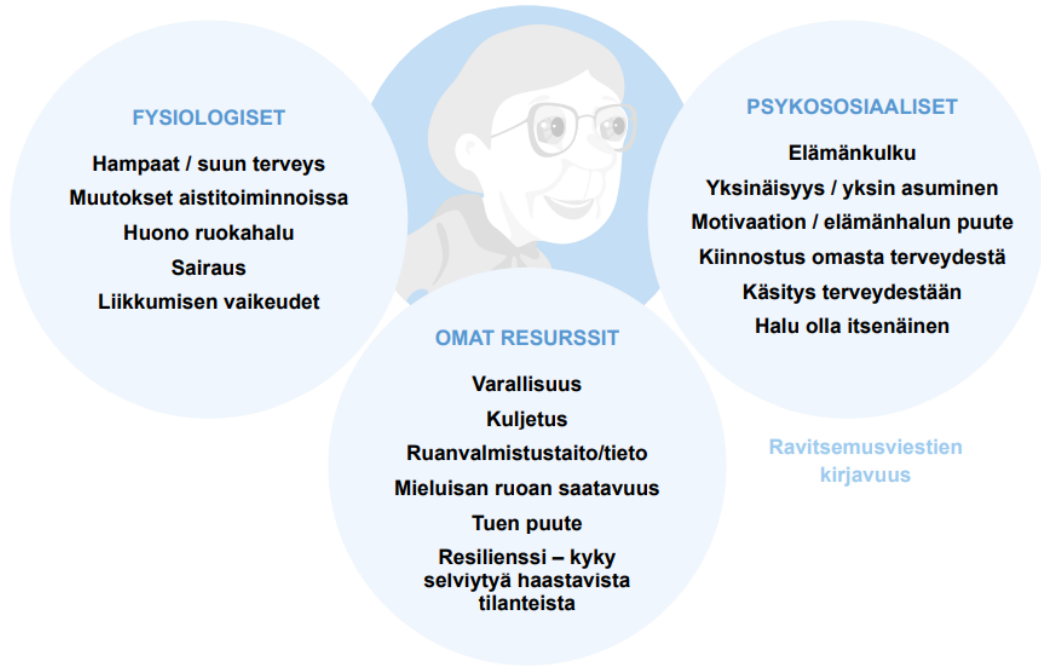 FYSIOLOGISET
Hampaat / suun terveys
Muutokset aistitoiminnoissa
Huono ruokahalu
Sairaus
Liikkumisen vaikeudet
PSYKOSOSIAALISET
Elämänkulku
Yksinäisyys / yksin asuminen
Motivaation / elämänhalun puute
Kiinnostus omasta terveydestä
Käsitys terveydestään
Halu olla itsenäinen
OMAT RESURSSIT
Varallisuus
Kuljetus
Ruanvalmistustaito/tieto
Mieluisan ruoan saatavuus
Tuen puute
Resilienssi – kyky
selviytyä haastavista
tilanteista
Ravitsemusviestien
kirjavuus